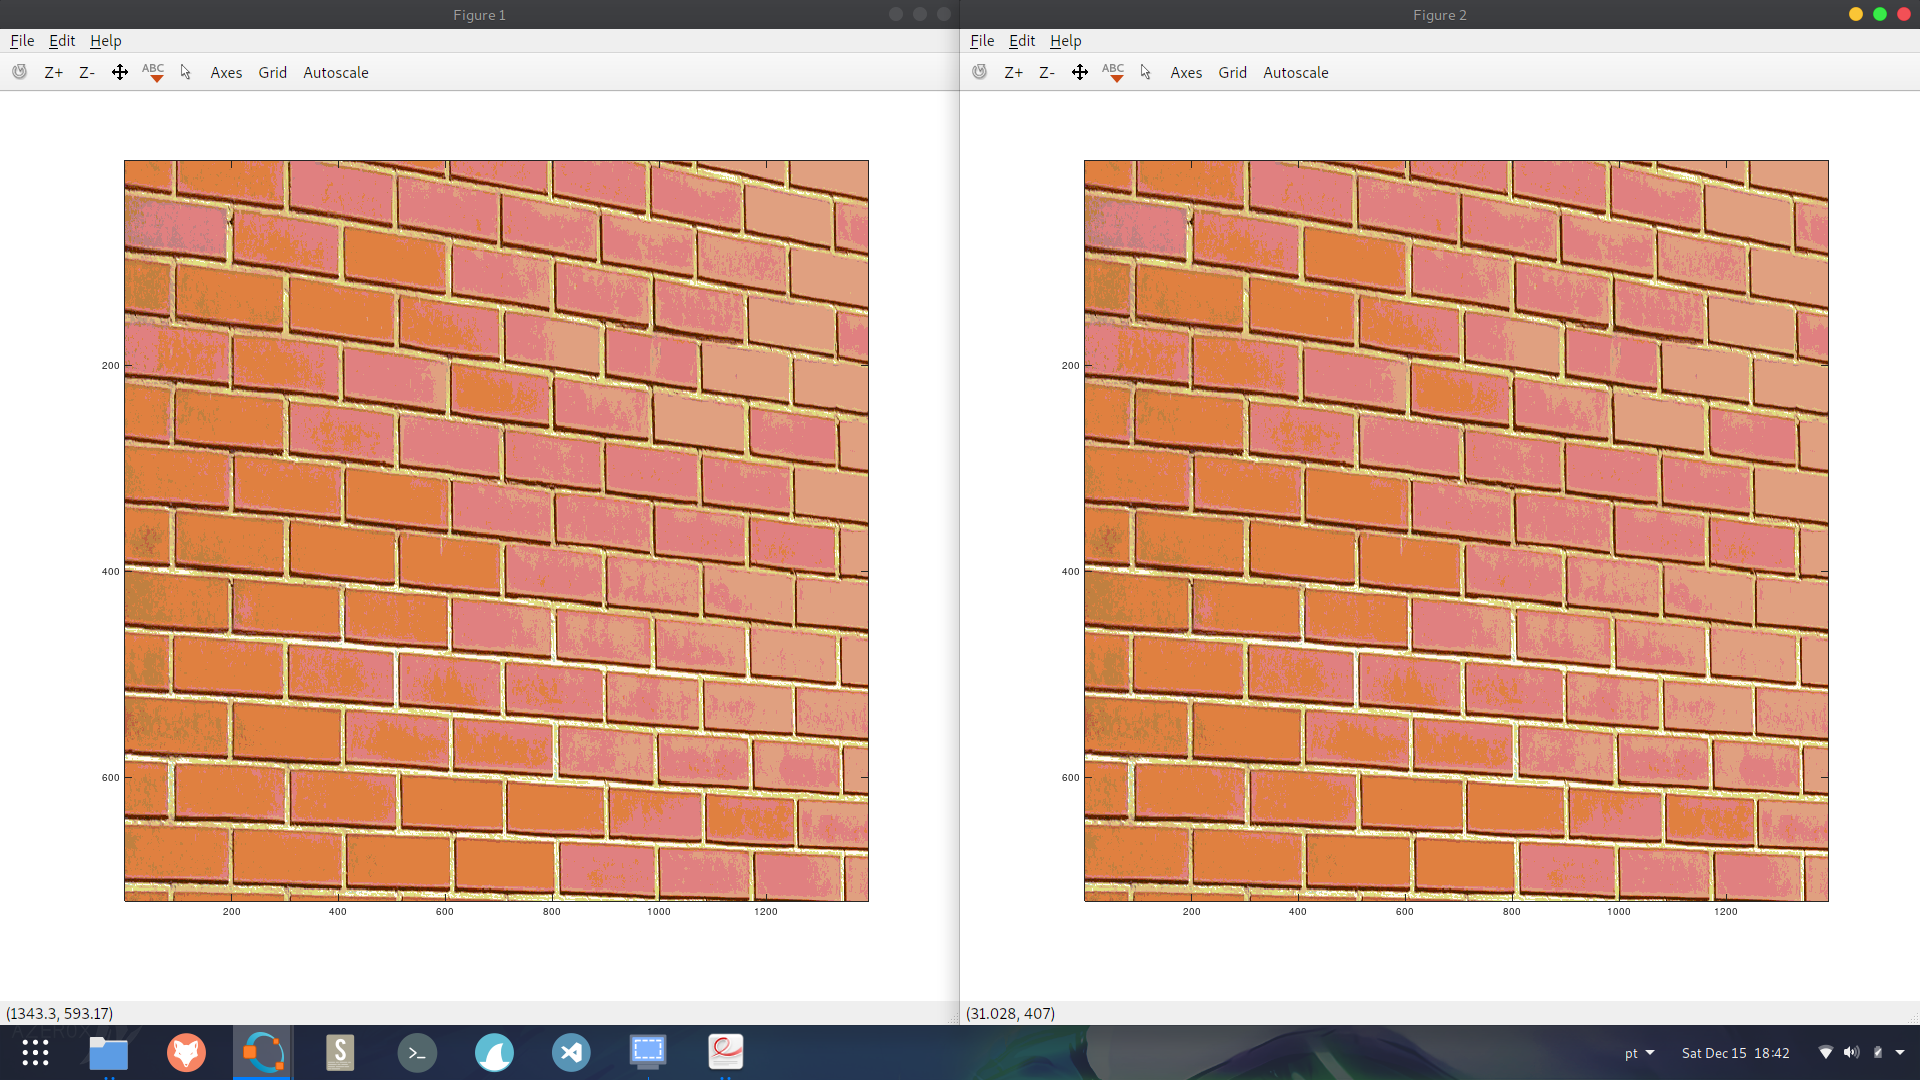 Figure 1
File Edit Help
Z+ Z- ABC Axes Grid Autoscale
200
400
600
200 400 600 800 1000 1200
(1343.3, 593.17)
Figure 2
File Edit Help
Z+ Z- ABC Axes Grid Autoscale
200
400
600
200 400 600 800 1000 1200
(31.028, 407)
S
pt Sat Dec 15 18:42